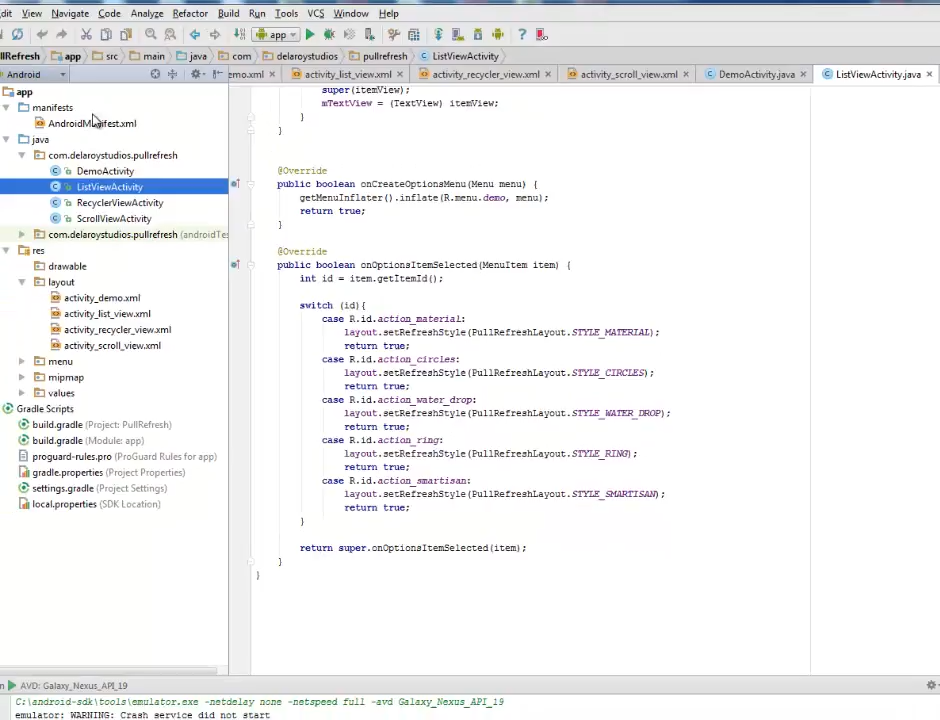 dit View Navigate Code Analyze Refactor Build Run Tools VCS Window Help
app
llRefresh app src main java com delaroystudios pullrefresh ListViewActivity
Android emo.xml activity_list_view.xml activity_recycler_view.xml activity_scroll_view.xml DemoActivity.java ListViewActivity.java
app
manifests
AndroidManifest.xml
java
com.delaroystudios.pullrefresh
DemoActivity
ListViewActivity
RecyclerViewActivity
ScrollViewActivity
com.delaroystudios.pullrefresh (androidTes
res
drawable
layout
activity_demo.xml
activity_list_view.xml
activity_recycler_view.xml
activity_scroll_view.xml
menu
mipmap
values
Gradle Scripts
build.gradle (Project: PullRefresh)
build.gradle (Module: app)
proguard-rules.pro (ProGuard Rules for app)
gradle.properties (Project Properties)
settings.gradle (Project Settings)
local.properties (SDK Location)
super(itemView);
mTextView = (TextView) itemView;
}
}
@Override
public boolean onCreateOptionsMenu(Menu menu) {
getMenuInflater().inflate(R.menu.demo, menu);
return true;
}
@Override
public boolean onOptionsItemSelected(MenuItem item) {
int id = item.getItemId();
switch (id){
case R.id.action_material:
layout.setRefreshStyle(PullRefreshLayout.STYLE_MATERIAL);
return true;
case R.id.action_circles:
layout.setRefreshStyle(PullRefreshLayout.STYLE_CIRCLES);
return true;
case R.id.action_water_drop:
layout.setRefreshStyle(PullRefreshLayout.STYLE_WATER_DROP);
return true;
case R.id.action_ring:
layout.setRefreshStyle(PullRefreshLayout.STYLE_RING);
return true;
case R.id.action_smartisan:
layout.setRefreshStyle(PullRefreshLayout.STYLE_SMARTISAN);
return true;
}
return super.onOptionsItemSelected(item);
}
}
n AVD: Galaxy_Nexus_API_19
C:\android-sdk\tools\emulator.exe -netdelay none -netspeed full -avd Galaxy_Nexus_API_19
emulator: WARNING: Crash service did not start